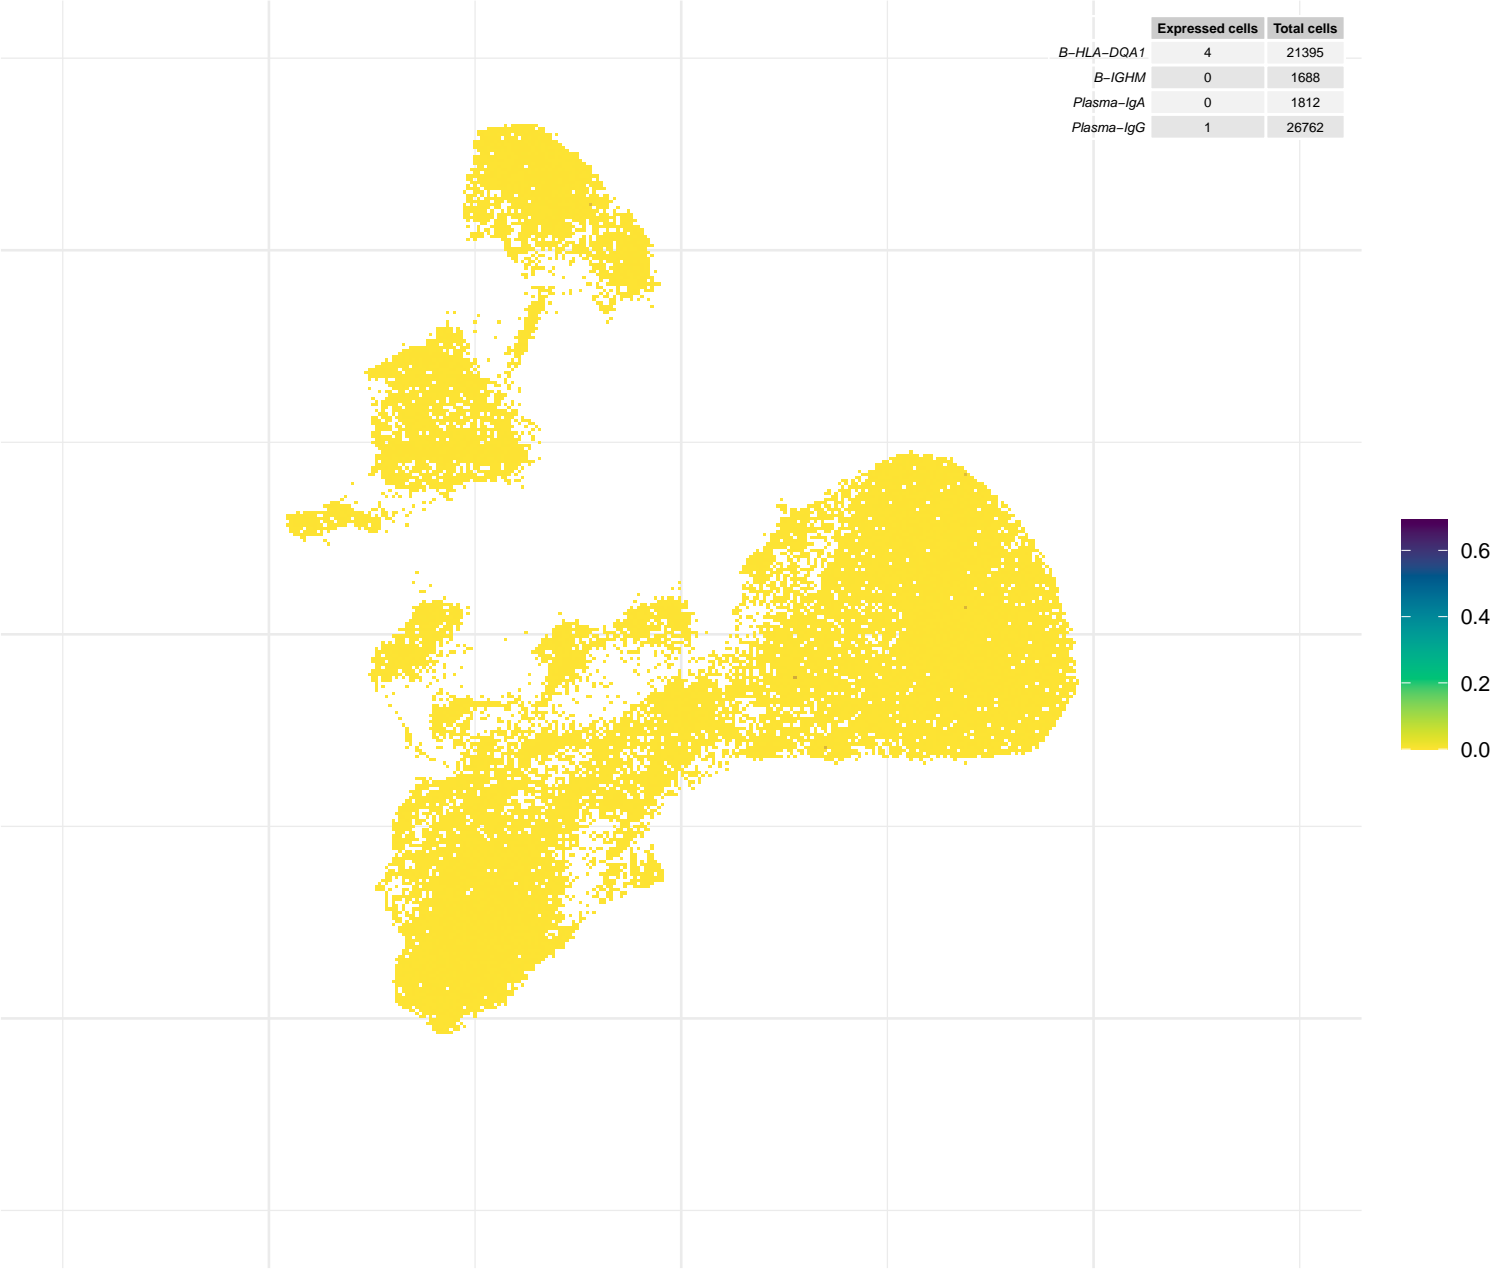 Expressed cells Total cells
B−HLA−DQA1 4 21395
B−IGHM 0 1688
Plasma−IgA 0 1812
Plasma−IgG 1 26762
0.6
0.4
0.2
0.0